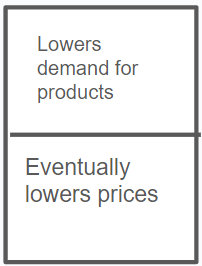 Lowers
demand for
products
Eventually
lowers prices